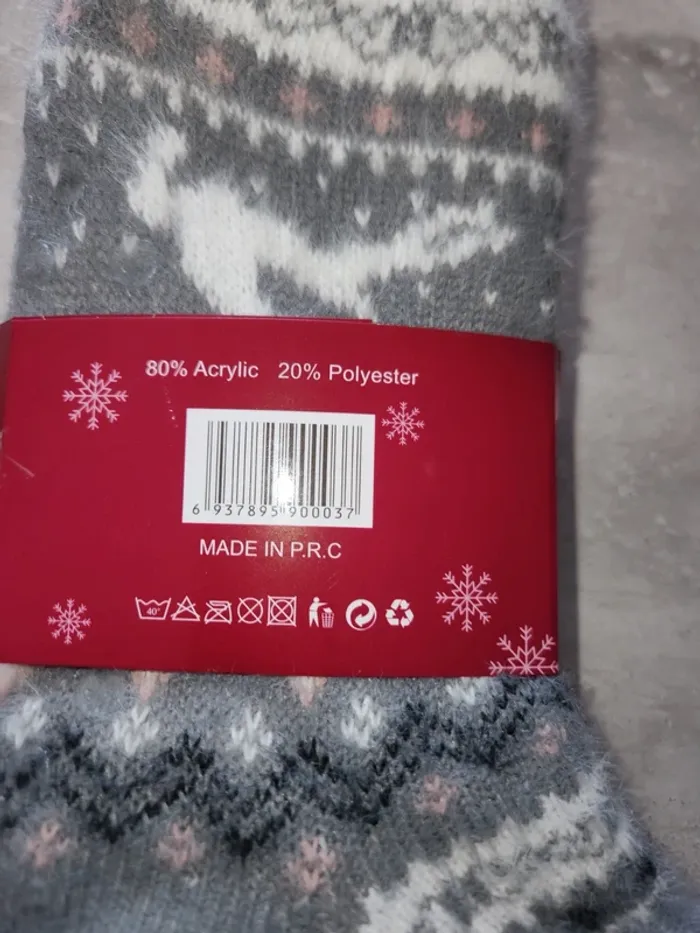 80% Acrylic 20% Polyester
6 937895 900037
MADE IN P.R.C
40°